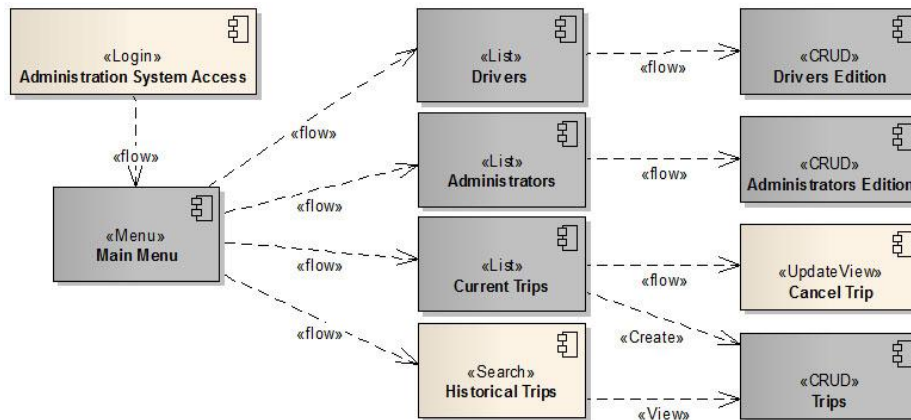 «Login»
Administration System Access
«flow»
«Menu»
Main Menu
«flow»
«flow»
«flow»
«flow»
«List»
Drivers
«flow»
«CRUD»
Drivers Edition
«List»
Administrators
«flow»
«CRUD»
Administrators Edition
«List»
Current Trips
«flow»
«UpdateView»
Cancel Trip
«Create»
«Search»
Historical Trips
«View»
«CRUD»
Trips